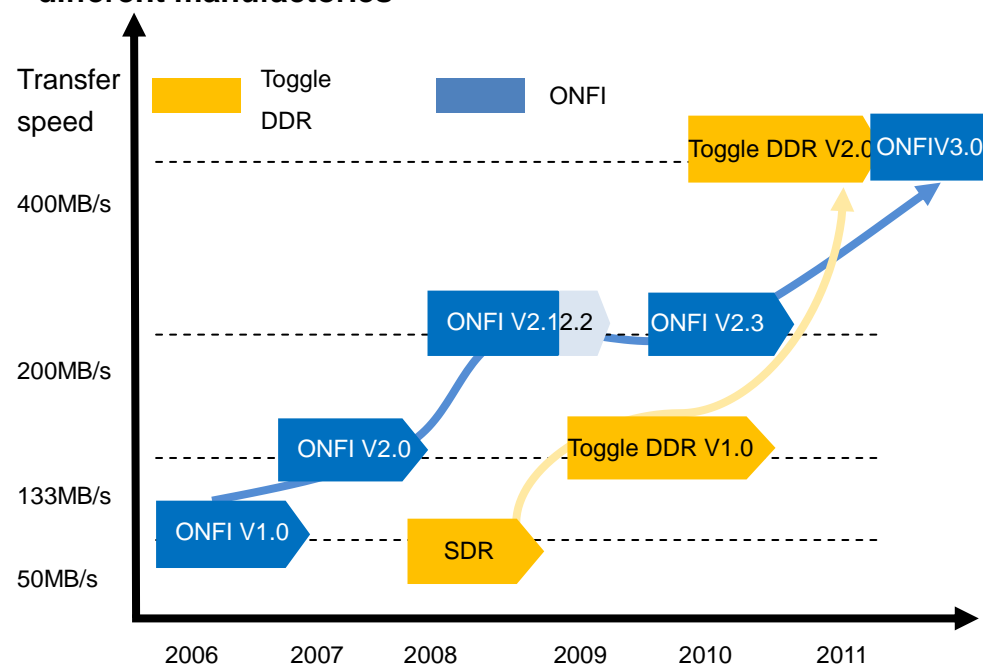 different manufactories
Transfer
speed
Toggle
DDR
ONFI
Toggle DDR V2.0
ONFIV3.0
400MB/s
ONFI V2.1
2.2
ONFI V2.3
200MB/s
ONFI V2.0
Toggle DDR V1.0
133MB/s
ONFI V1.0
SDR
50MB/s
2006 2007 2008 2009 2010 2011